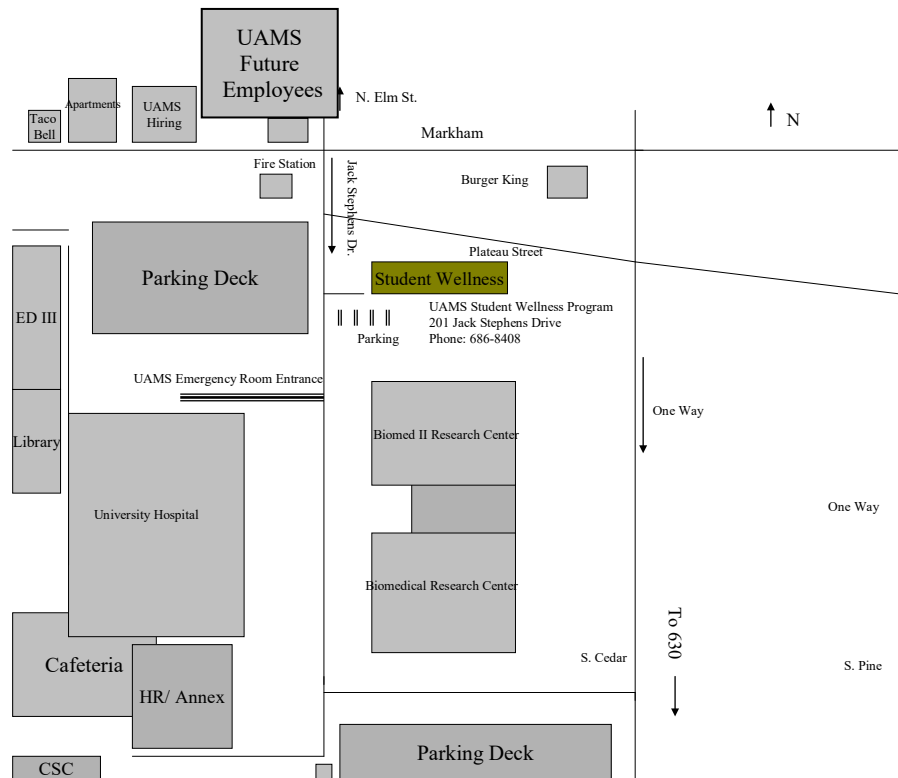 UAMS
Future
Employees
N. Elm St.
Apartments
Taco
Bell
UAMS
Hiring
Markham
N
Fire Station
Jack Stephens Dr.
Burger King
Plateau Street
Parking Deck
Student Wellness
UAMS Student Wellness Program
201 Jack Stephens Drive
Phone: 686-8408
Parking
ED III
UAMS Emergency Room Entrance
One Way
Library
Biomed II Research Center
University Hospital
One Way
Biomedical Research Center
To 630
S. Cedar
S. Pine
Cafeteria
HR/ Annex
Parking Deck
CSC